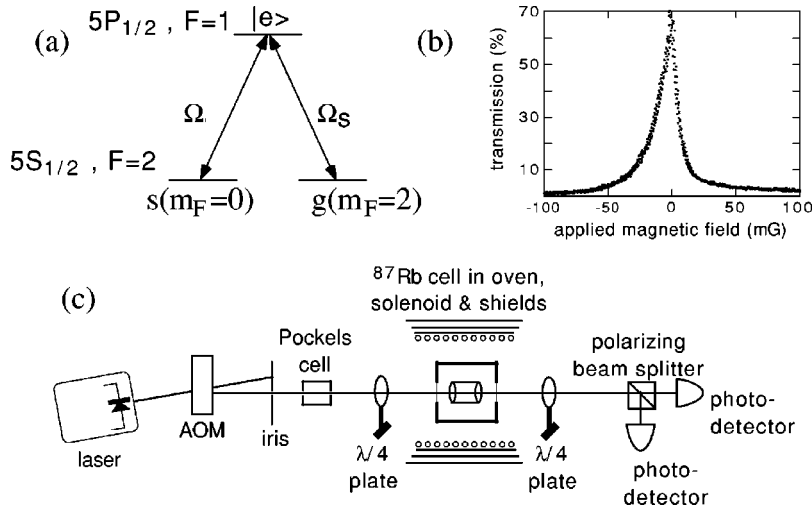 (a)
5P1/2 , F=1
|e>
Ω
ΩS
5S1/2 , F=2
s(mF=0)
g(mF=2)
(b)
70
50
30
10
transmission (%)
-100
-50
0
50
100
applied magnetic field (mG)
(c)
87Rb cell in oven,
solenoid & shields
Pockels
cell
polarizing
beam splitter
laser
AOM
iris
λ/4
plate
λ/4
plate
photo-
detector
photo-
detector